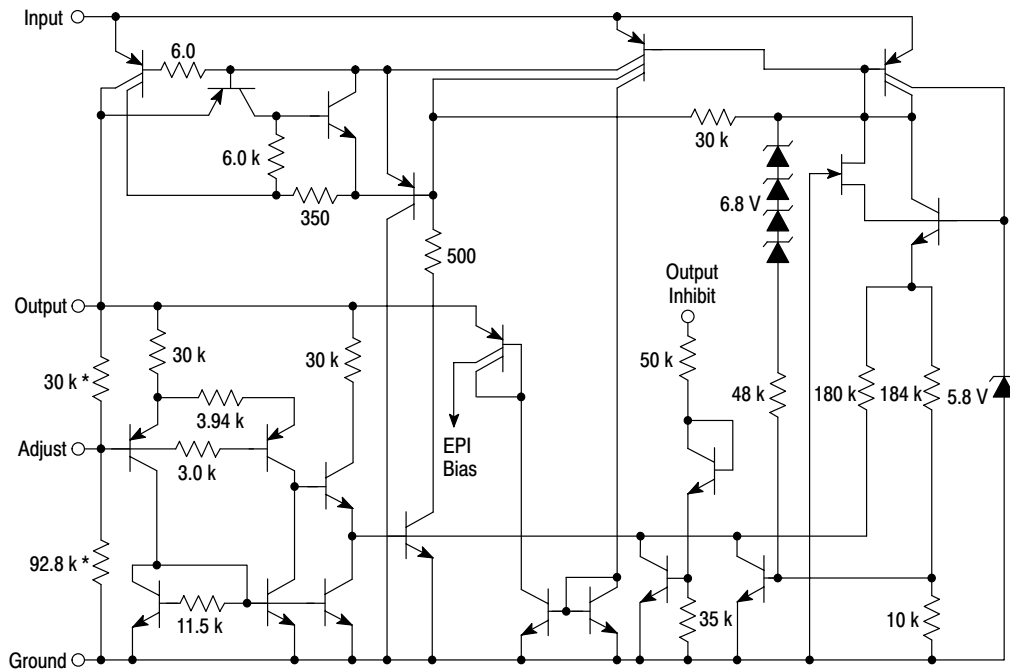 Input
6.0
30 k
6.0 k
6.8 V
350
500
Output
Output
Inhibit
30 k
30 k
50 k
30 k *
3.94 k
48 k
180 k
184 k
5.8 V
Adjust
3.0 k
EPI
Bias
92.8 k *
11.5 k
35 k
10 k
Ground